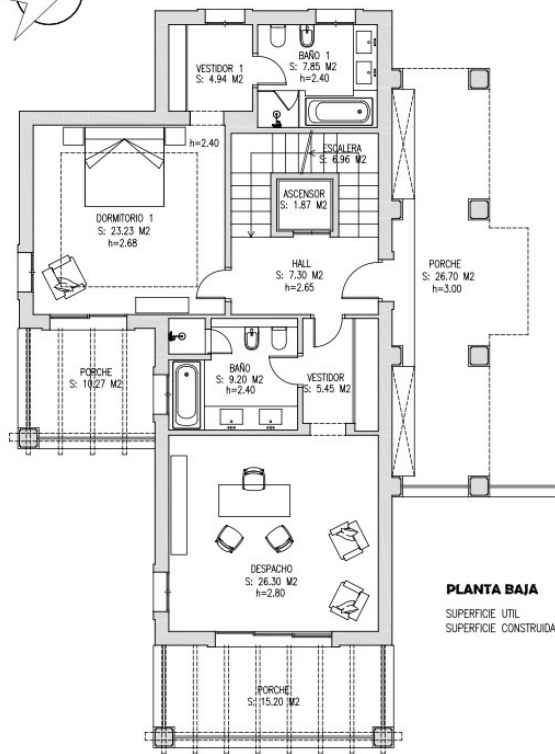 BAÑO 1
S: 7.85 M2
h=2.40
VESTIDOR 1
S: 4.94 M2
h=2.40
ESCALERA
S: 6.96 M2
ASCENSOR
S: 1.87 M2
DORMITORIO 1
S: 23.23 M2
h=2.68
HALL
S: 7.30 M2
h=2.65
PORCHE
S: 26.70 M2
h=3.00
PORCHE
S: 10.27 M2
BAÑO
S: 9.20 M2
h=2.40
VESTIDOR
S: 5.45 M2
DESPACHO
S: 26.30 M2
h=2.80
PLANTA BAJA
SUPERFICIE UTIL
SUPERFICIE CONSTRUIDA
PORCHE
S: 15.20 M2